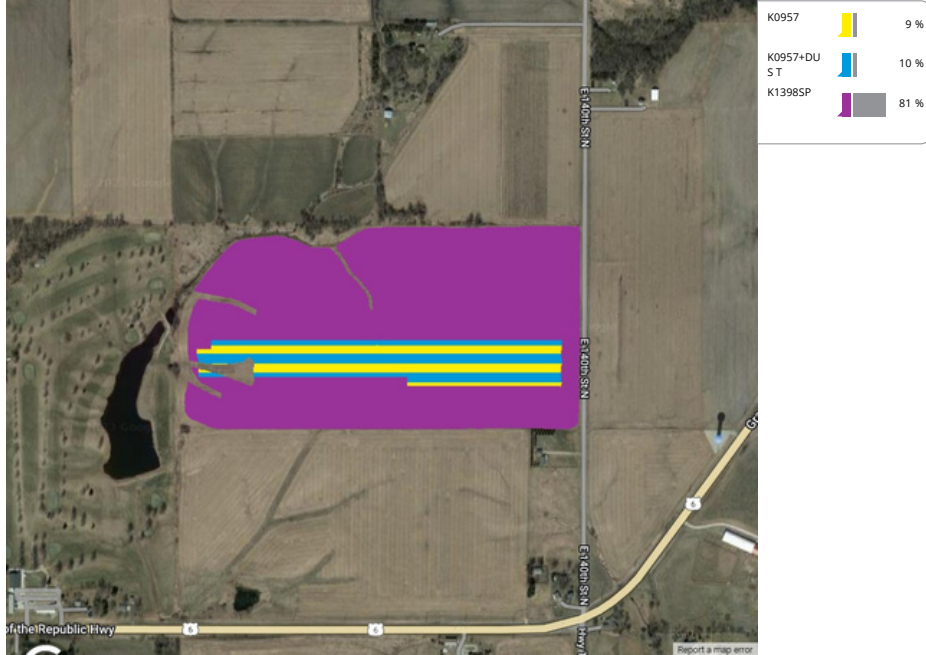 K0957
9 %
K0957+DU
S T
10 %
K1398SP
81 %
E 140th St N
E 140th St N
E 140th St N
6
of the Republic Hwy
6
6
Report a map error